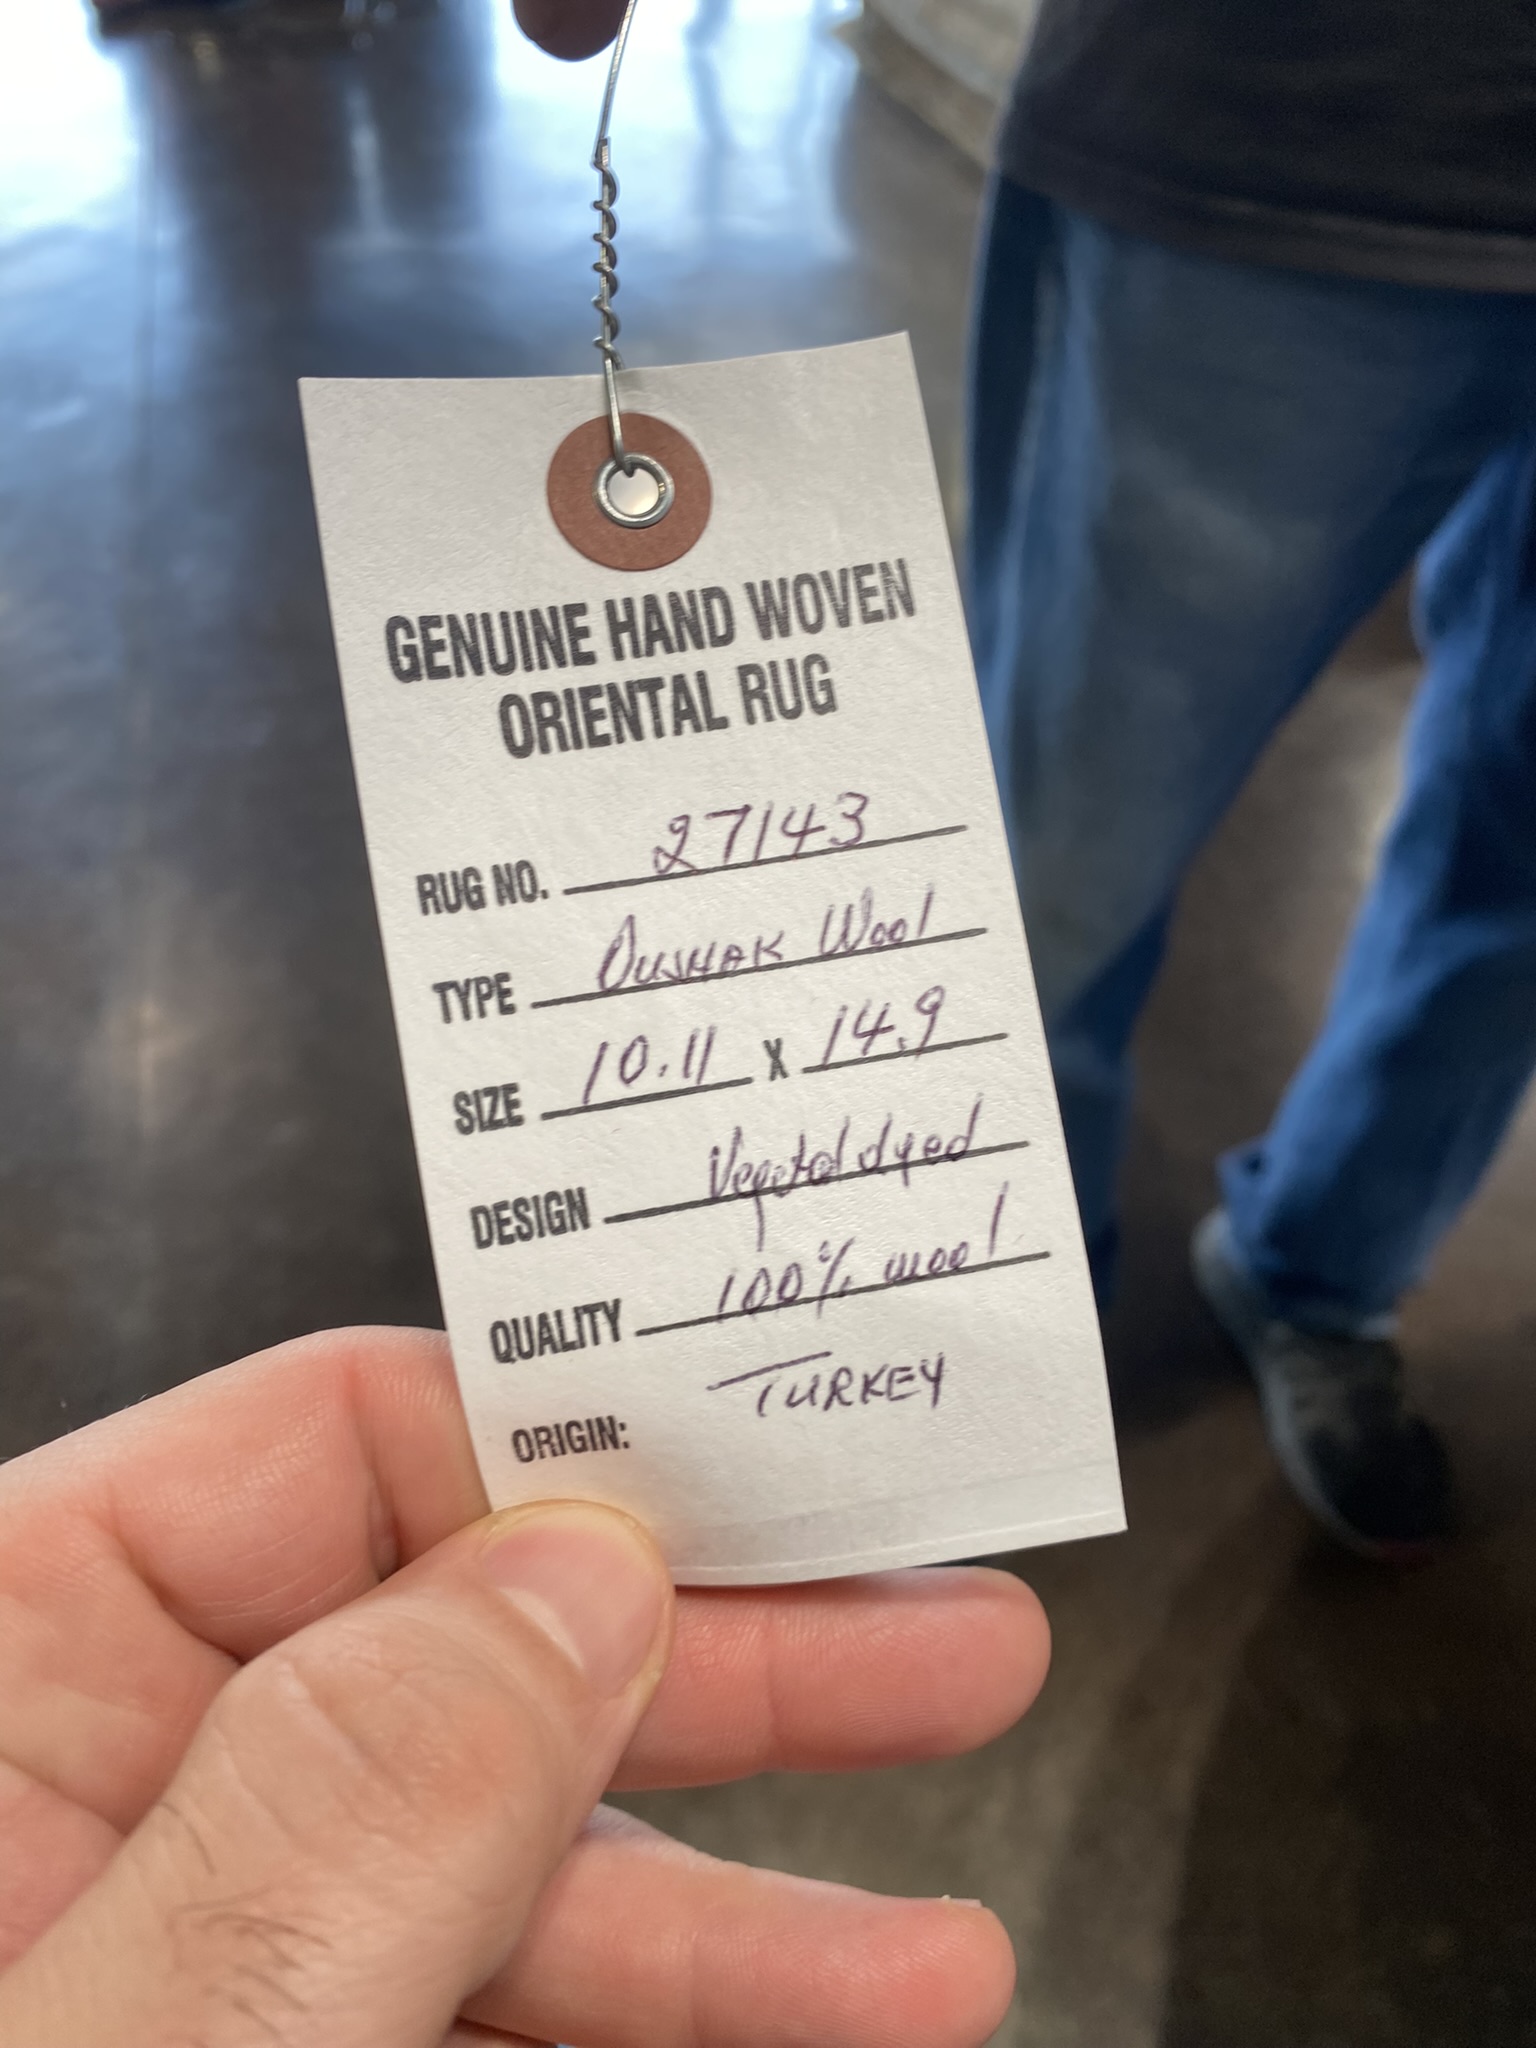 GENUINE HAND WOVEN
ORIENTAL RUG
RUG NO. 27143
TYPE Oushak Wool
SIZE 10.11 X 14.9
DESIGN Vegetal dyed
QUALITY 100% wool
ORIGIN: TURKEY